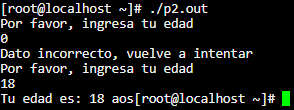 [root@localhost ~]# ./p2.out
Por favor, ingresa tu edad
0
Dato incorrecto, vuelve a intentar
Por favor, ingresa tu edad
18
Tu edad es: 18 aos[root@localhost ~]#